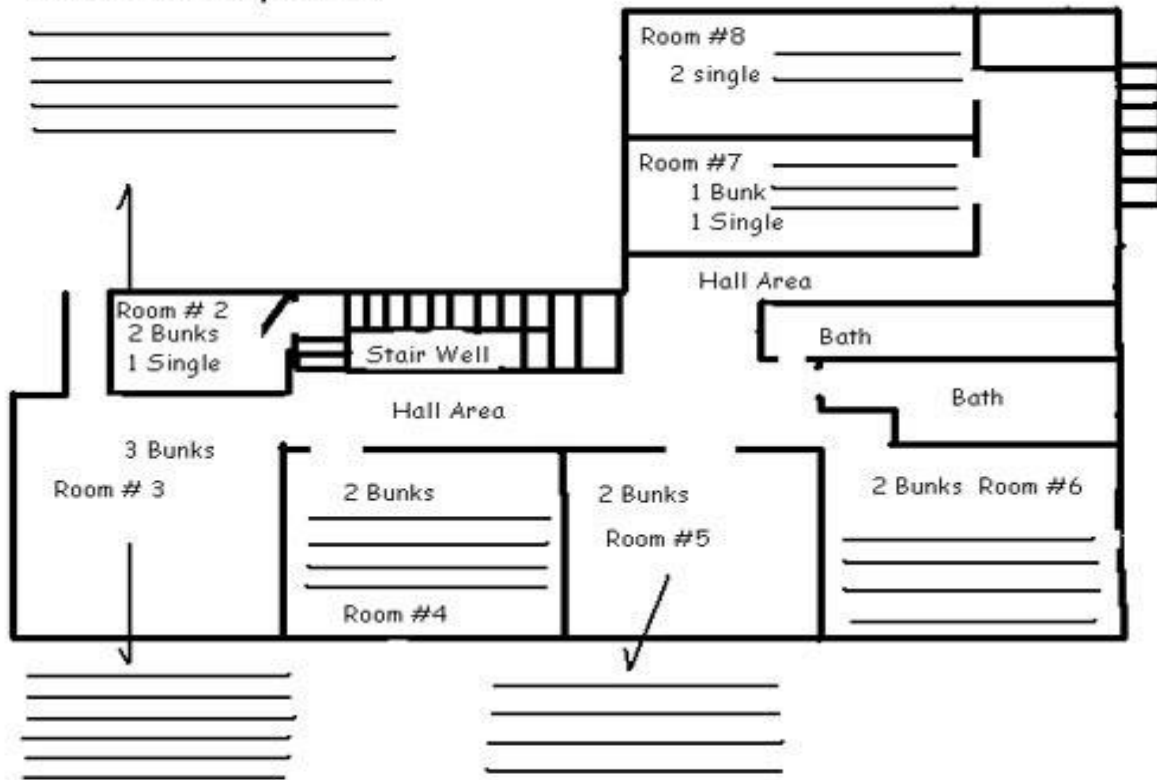 Room #8
2 single
Room #7
1 Bunk
1 Single
Hall Area
Room # 2
2 Bunks
1 Single
Stair Well
Bath
Bath
Hall Area
3 Bunks
Room # 3
2 Bunks
Room #4
2 Bunks
Room #5
2 Bunks Room #6